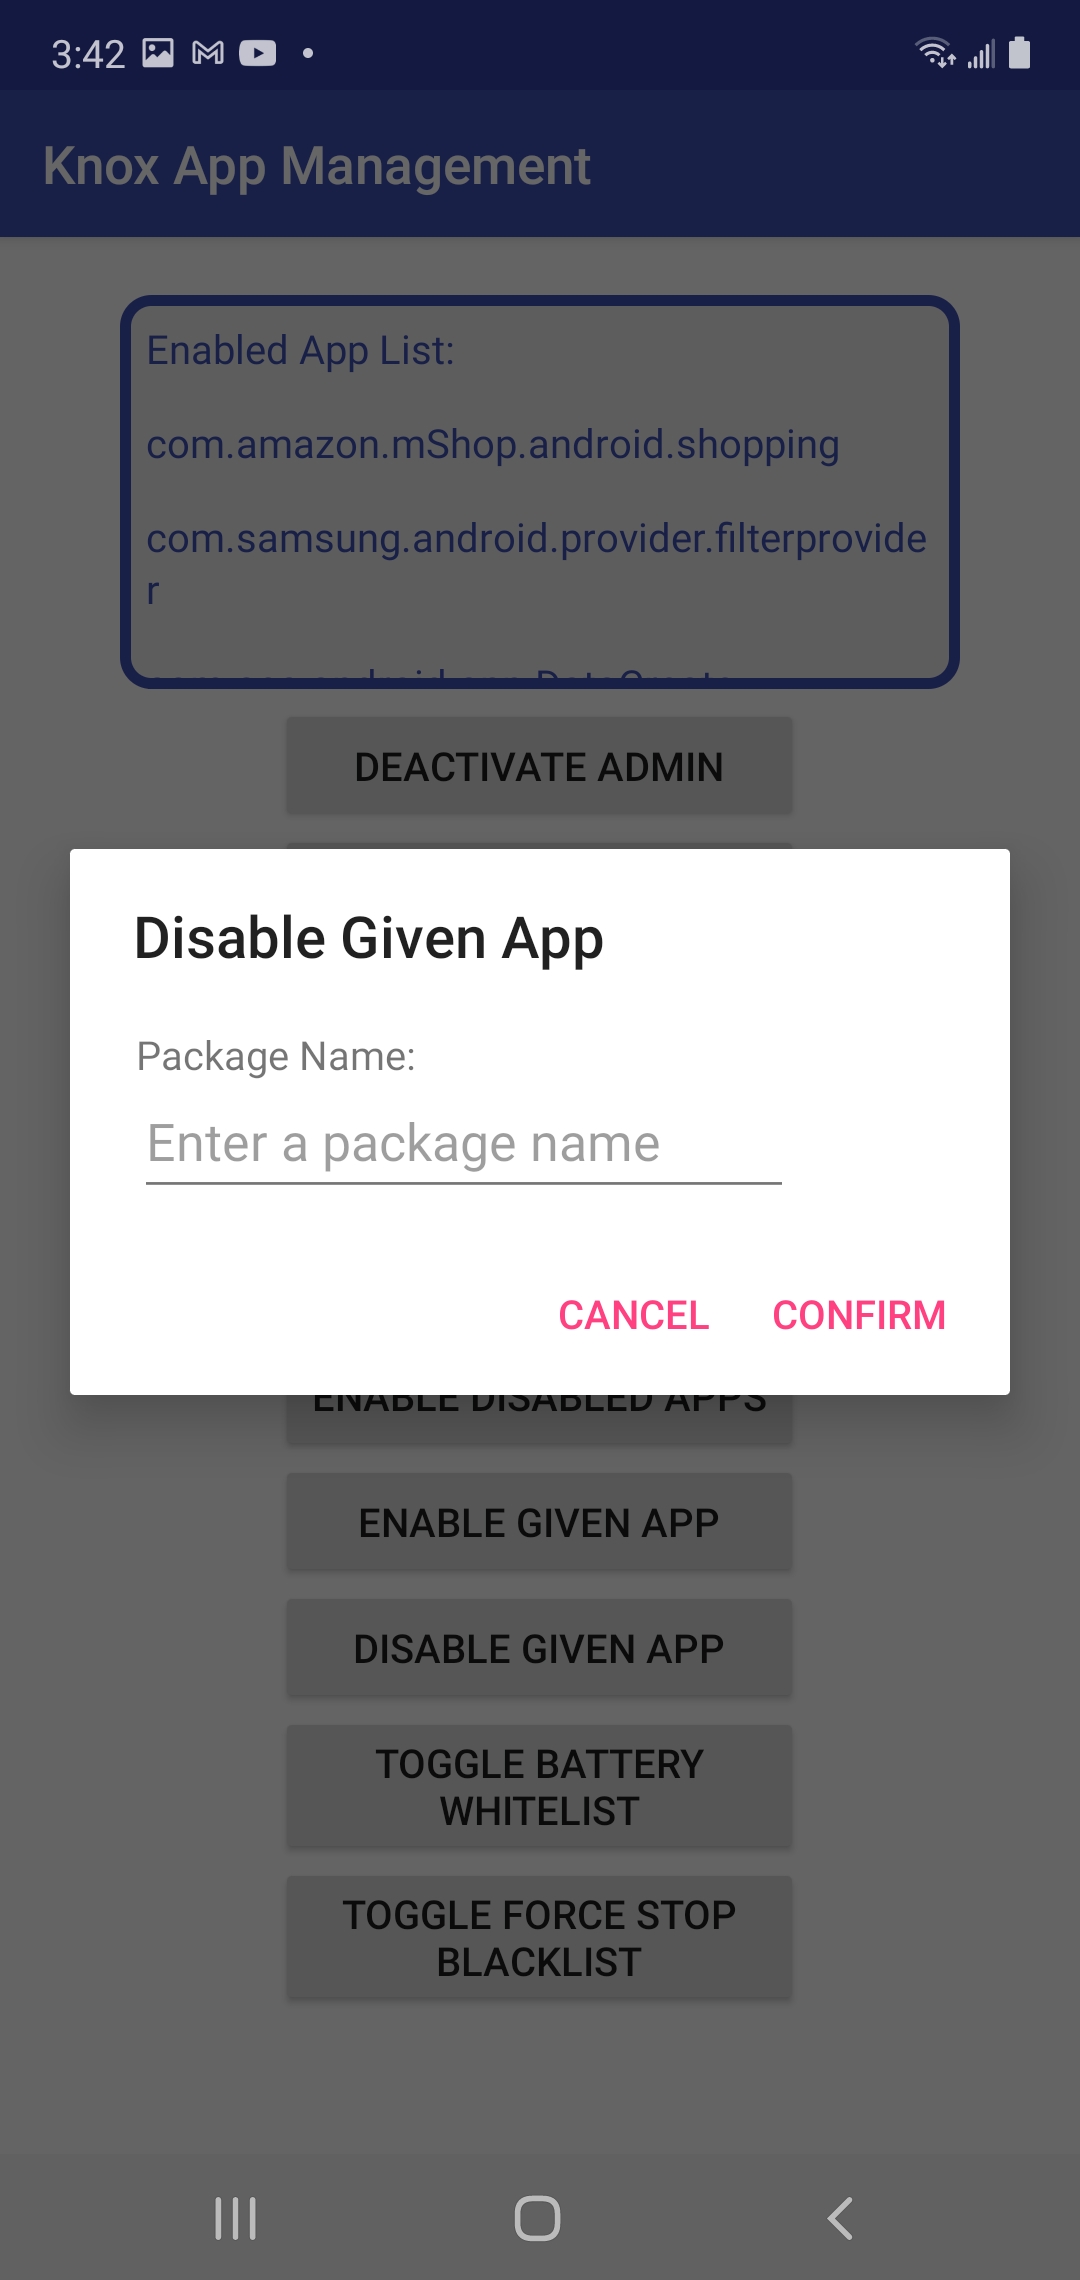 3:42
Knox App Management
Enabled App List:
com.amazon.mShop.android.shopping
com.samsung.android.provider.filterprovide
r
DEACTIVATE ADMIN
Disable Given App
Package Name:
Enter a package name
CANCEL CONFIRM
ENABLE DISABLED APPS
ENABLE GIVEN APP
DISABLE GIVEN APP
TOGGLE BATTERY
WHITELIST
TOGGLE FORCE STOP
BLACKLIST